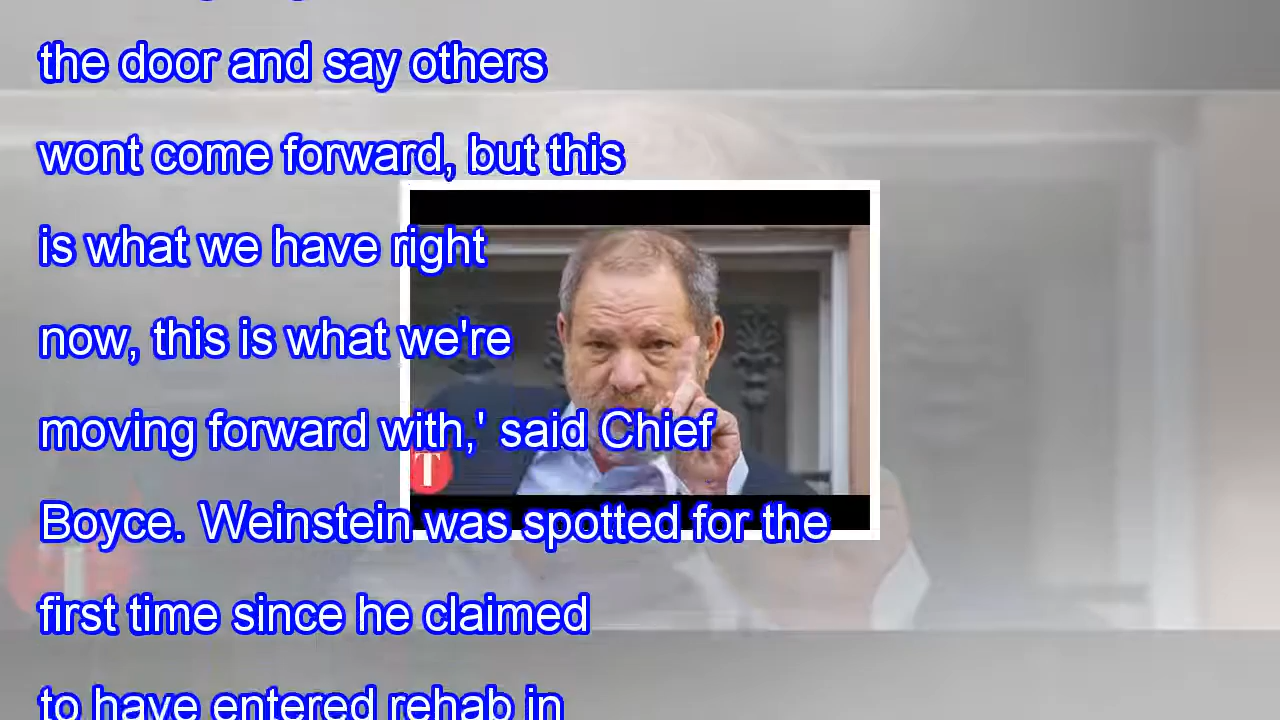 the door and say others
wont come forward, but this
is what we have right
now, this is what we're
moving forward with,' said Chief
T
Boyce. Weinstein was spotted for the
first time since he claimed
to have entered rehab in